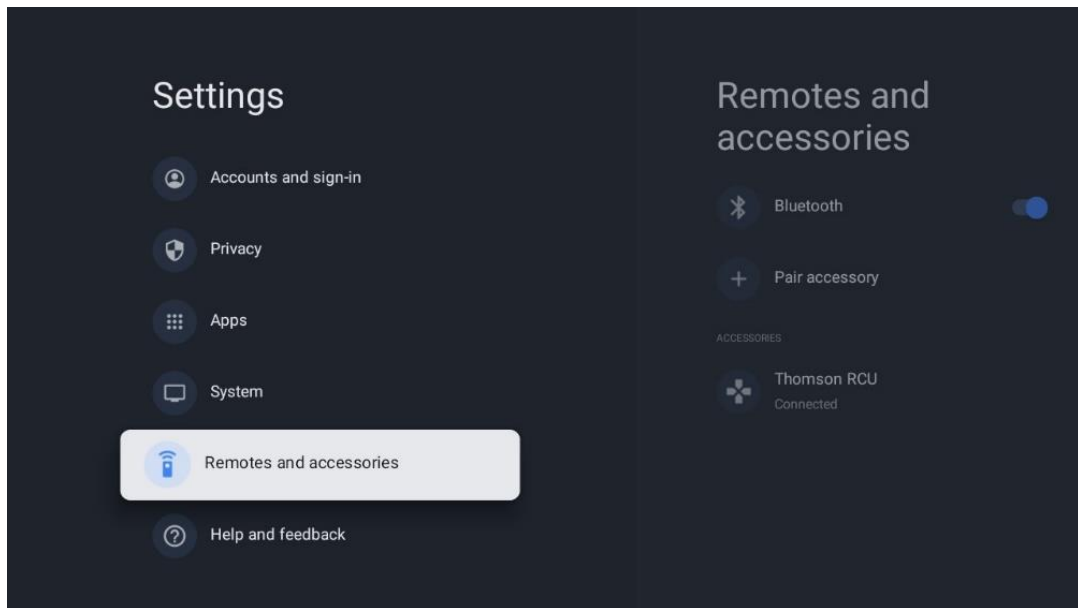 Settings
Accounts and sign-in
Privacy
Apps
System
Remotes and accessories
Help and feedback
Remotes and
accessories
Bluetooth
Pair accessory
ACCESSORIES
Thomson RCU
Connected